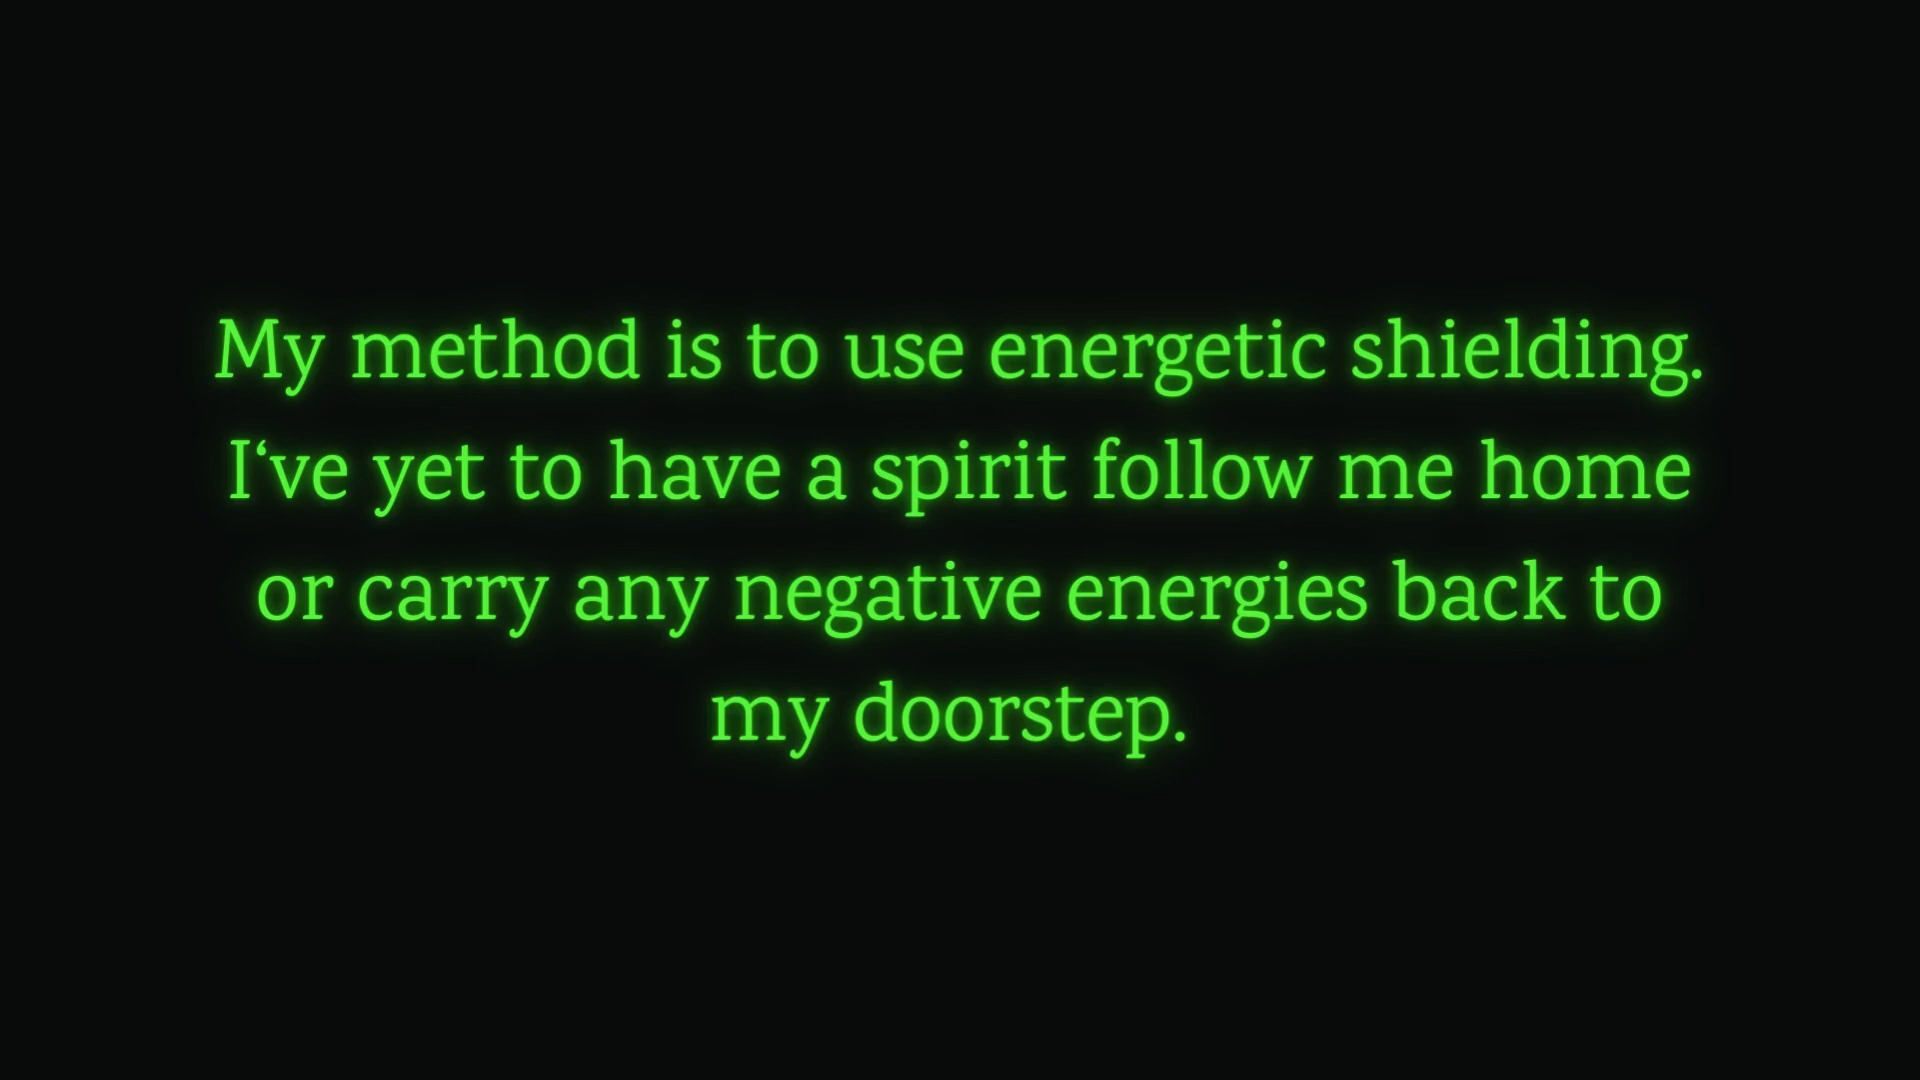 My method is to use energetic shielding.
I‘ve yet to have a spirit follow me home
or carry any negative energies back to
my doorstep.